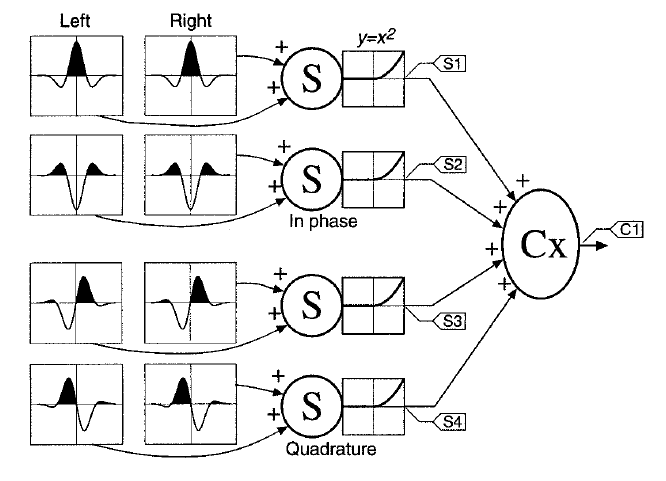 Left Right
y=x²
+ + S S1
+ + S S2
In phase
+ + + + Cx C1
+ + S S3
+ + S S4
Quadrature